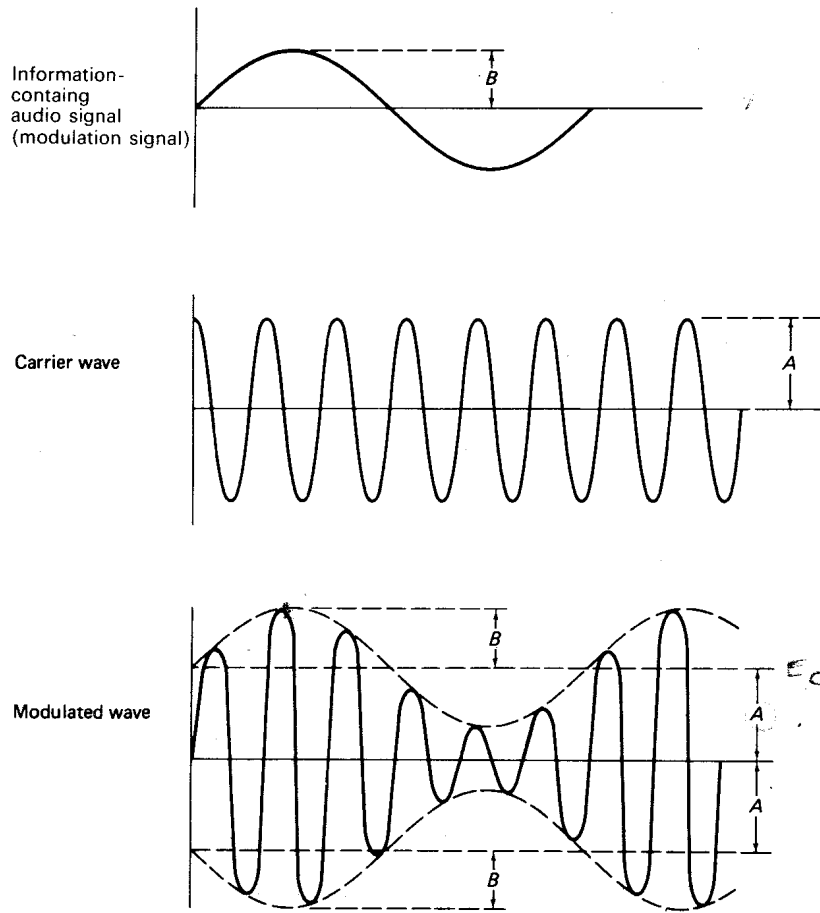 Information-
containg
audio signal
(modulation signal)
B
Carrier wave
A
B
E c
Modulated wave
A
A
B